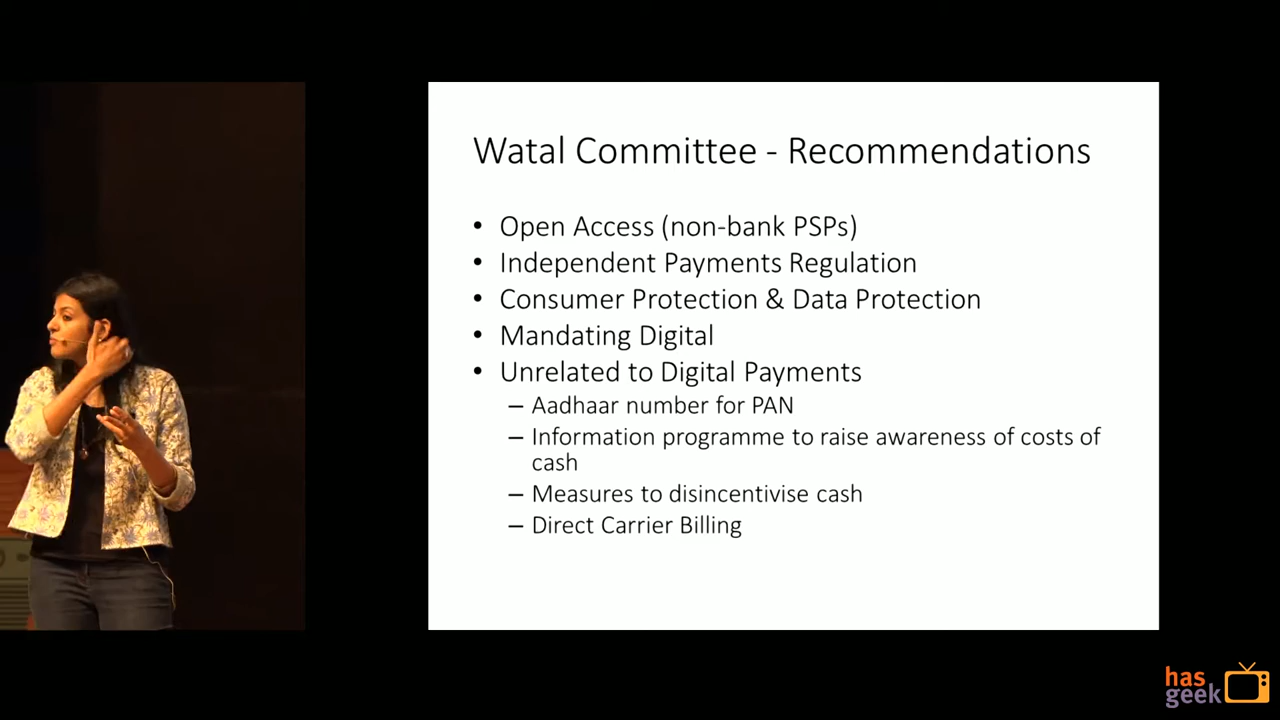 Watal Committee - Recommendations
• Open Access (non-bank PSPs)
• Independent Payments Regulation
• Consumer Protection & Data Protection
• Mandating Digital
• Unrelated to Digital Payments
– Aadhaar number for PAN
– Information programme to raise awareness of costs of
cash
– Measures to disincentivise cash
– Direct Carrier Billing
has
geek